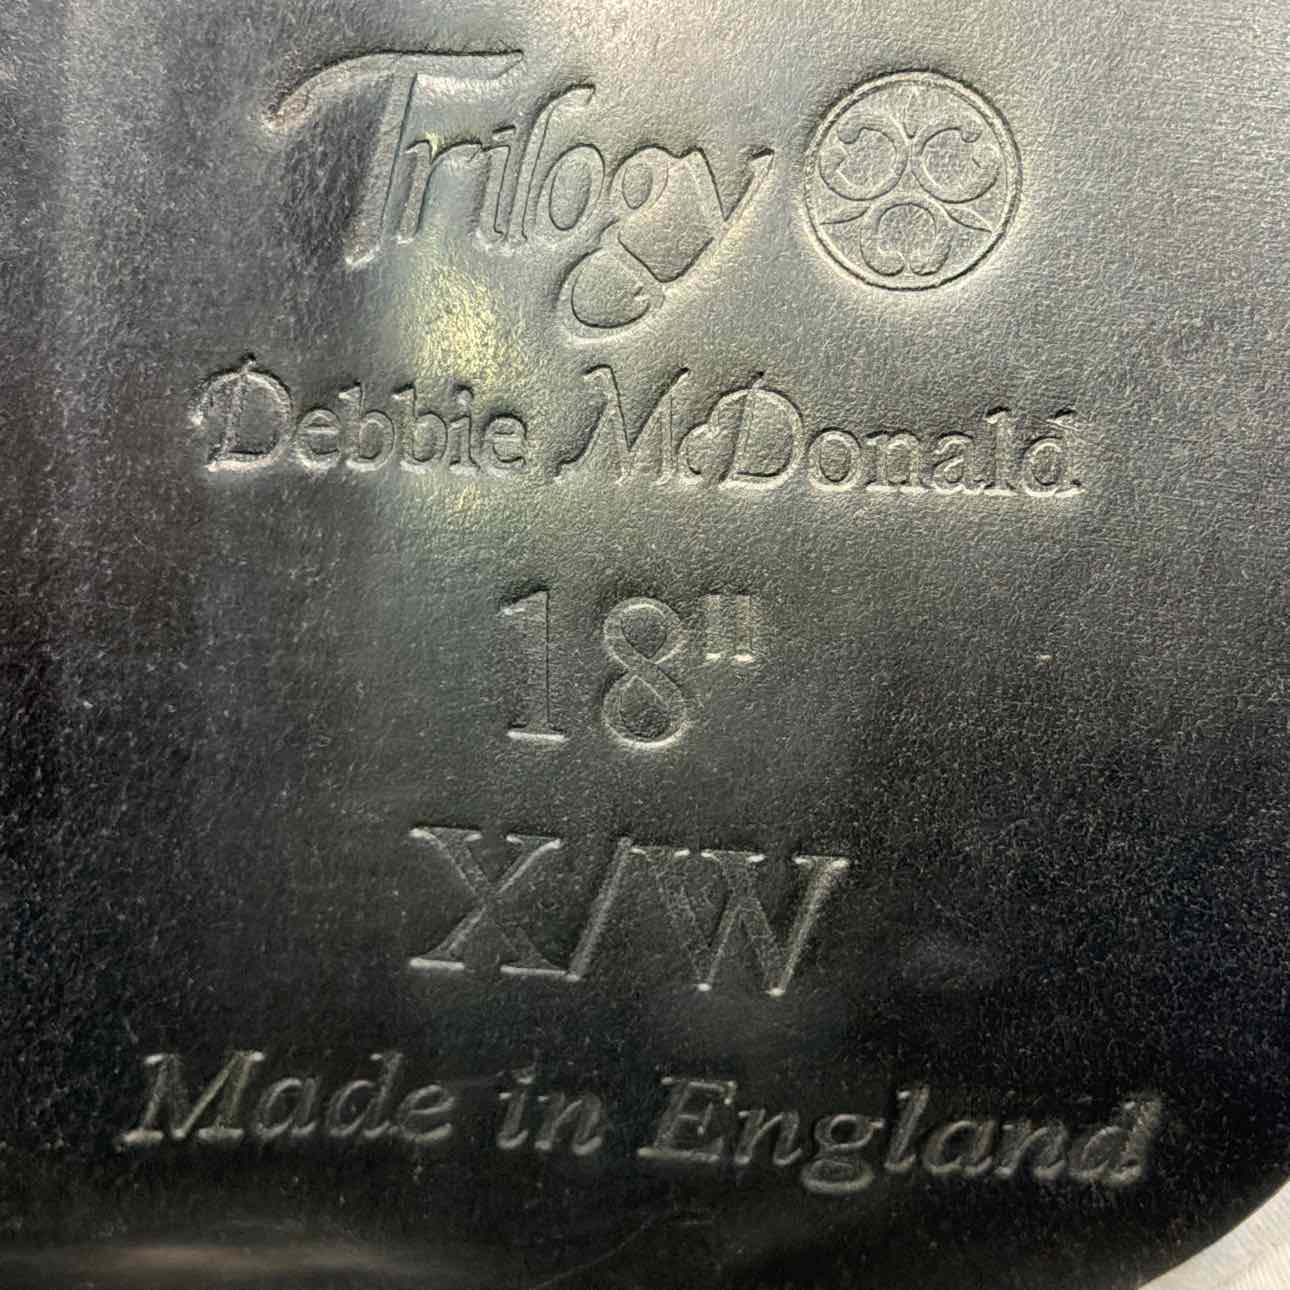 Trilogy
Debbie McDonald
18"
X/W
Made in England